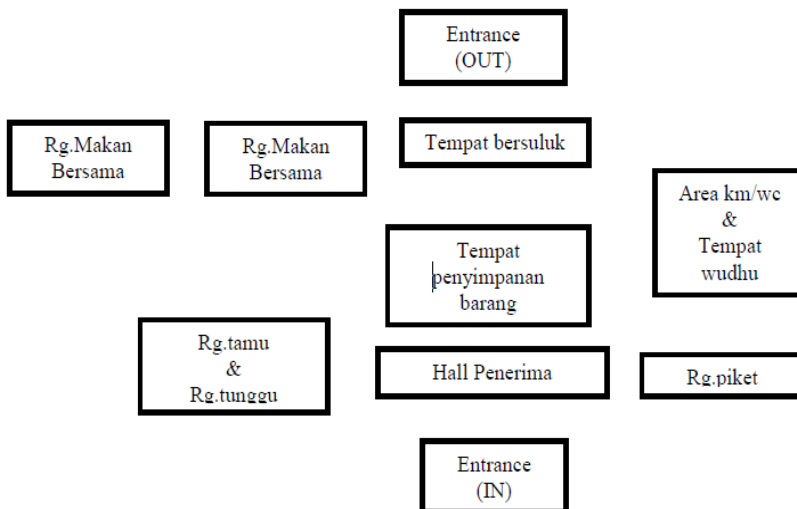 Entrance
(OUT)
Rg.Makan
Bersama
Rg.Makan
Bersama
Tempat bersuluk
Area km/wc
&
Tempat
wudhu
Tempat
penyimpanan
barang
Rg.tamu
&
Rg.tunggu
Hall Penerima
Rg.piket
Entrance
(IN)